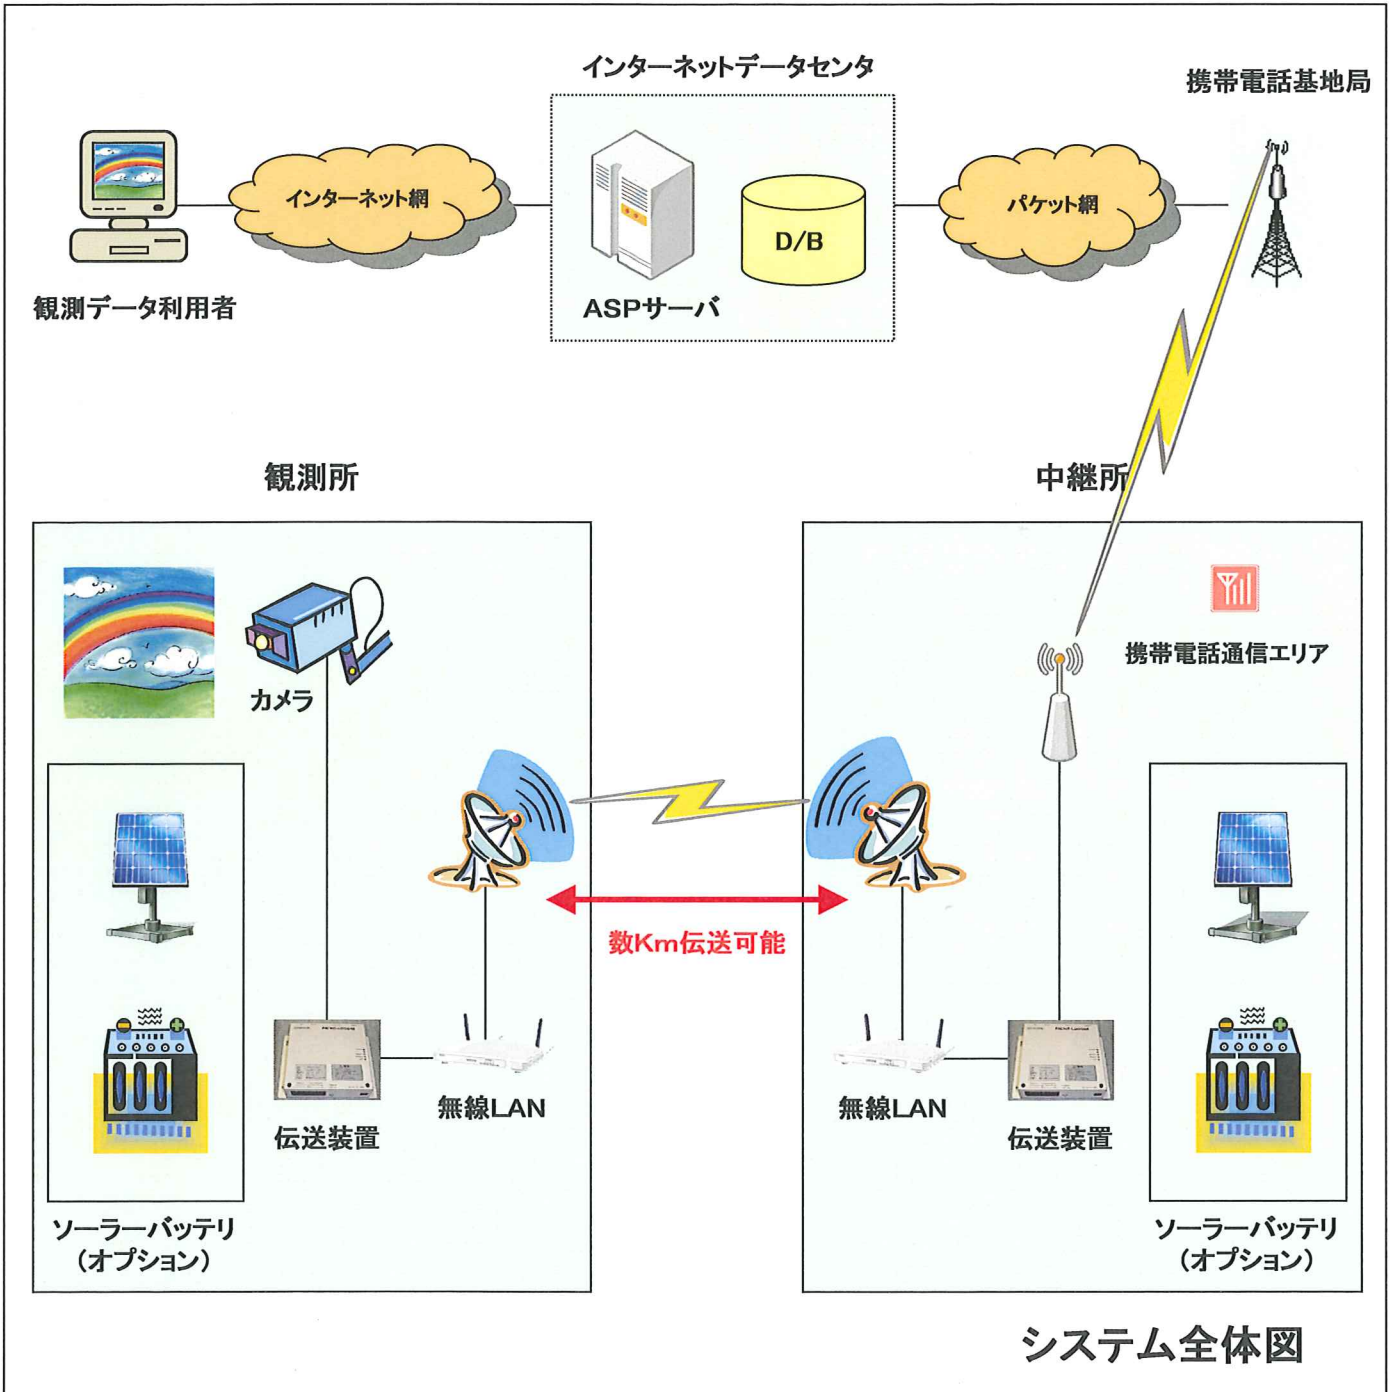 インターネットデータセンタ
携帯電話基地局
インターネット網
パケット網
D/B
ASPサーバ
観測データ利用者
観測所
中継所
カメラ
携帯電話通信エリア
数Km伝送可能
無線LAN
伝送装置
無線LAN
伝送装置
ソーラーバッテリ
(オプション)
ソーラーバッテリ
(オプション)
システム全体図